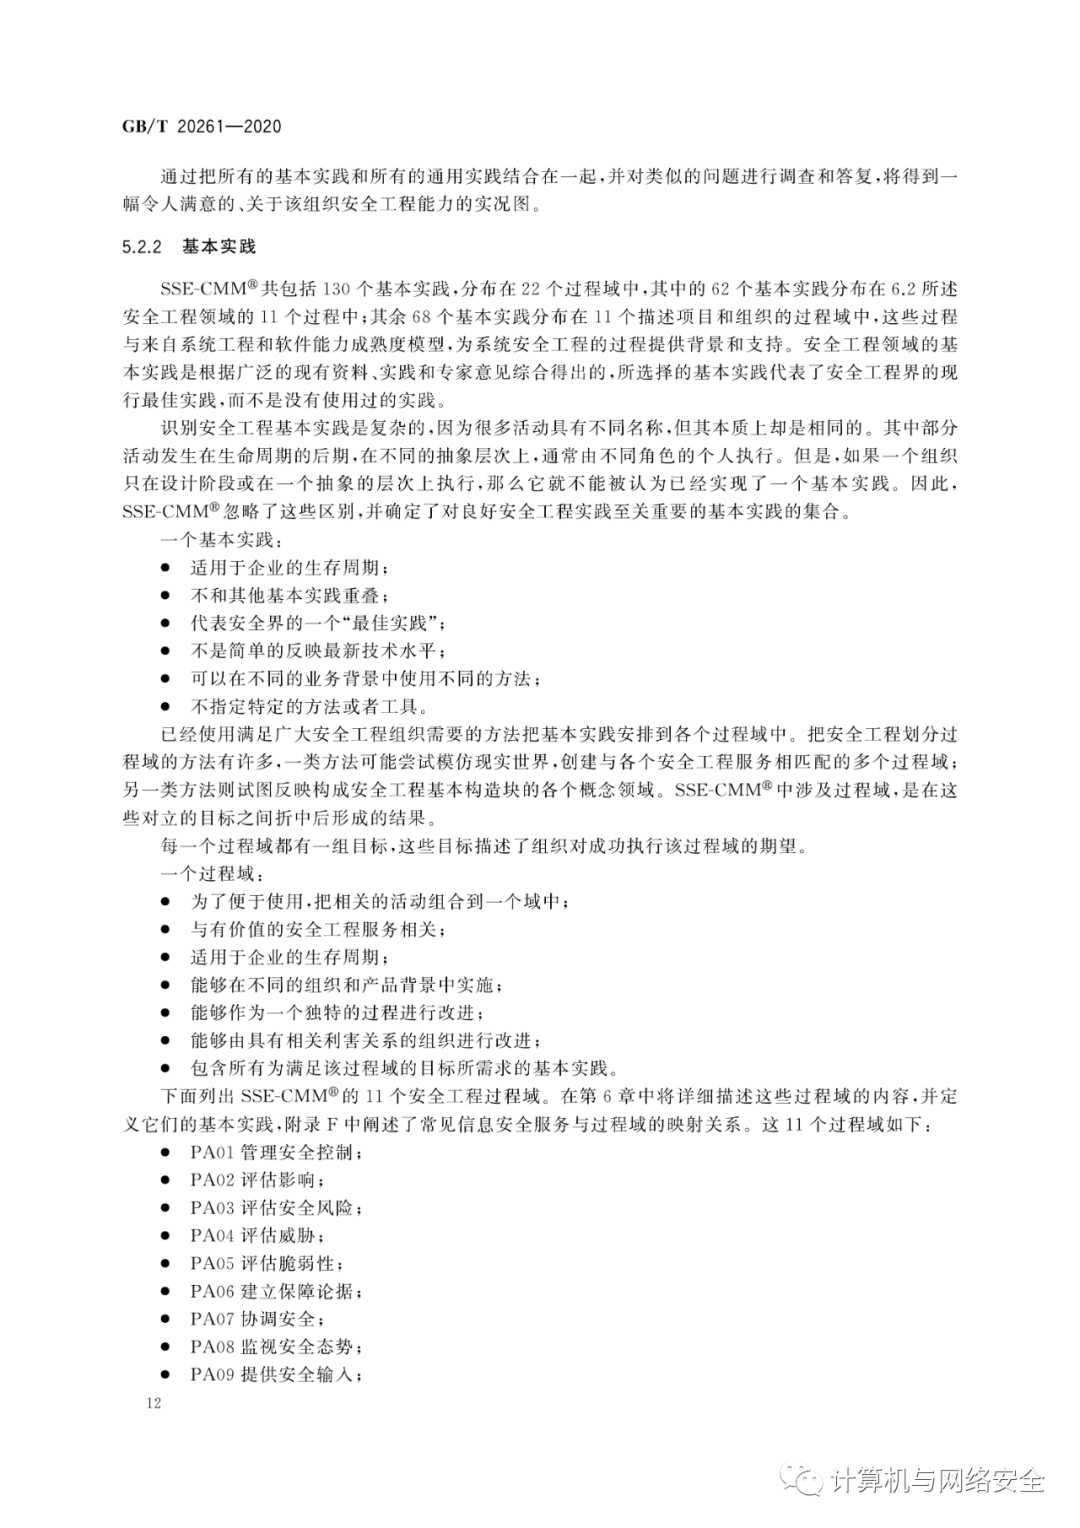 GB/T 20261—2020
通过把所有的基本实践和所有的通用实践结合在一起,并对类似的问题进行调查和答复,将得到一
幅令人满意的、关于该组织安全工程能力的实况图。
5.2.2 基本实践
SSE-CMM®共包括 130 个基本实践,分布在 22 个过程域中,其中的 62 个基本实践分布在 6.2 所述
安全工程领域的 11 个过程中;其余 68 个基本实践分布在 11 个描述项目和组织的过程域中,这些过程
与来自系统工程和软件能力成熟度模型,为系统安全工程的过程提供背景和支持。安全工程领域的基
本实践是根据广泛的现有资料、实践和专家意见综合得出的,所选择的基本实践代表了安全工程界的现
行最佳实践,而不是没有使用过的实践。
识别安全工程基本实践是复杂的,因为很多活动具有不同名称,但其本质上却是相同的。其中部分
活动发生在生命周期的后期,在不同的抽象层次上,通常由不同角色的个人执行。但是,如果一个组织
只在设计阶段或在一个抽象的层次上执行,那么它就不能被认为已经实现了一个基本实践。因此,
SSE-CMM®忽略了这些区别,并确定了对良好安全工程实践至关重要的基本实践的集合。
一个基本实践:
● 适用于企业的生存周期;
● 不和其他基本实践重叠;
● 代表安全界的一个“最佳实践”;
● 不是简单的反映最新技术水平;
● 可以在不同的业务背景中使用不同的方法;
● 不指定特定的方法或者工具。
已经使用满足广大安全工程组织需要的方法把基本实践安排到各个过程域中。把安全工程划分过
程域的方法有许多,一类方法可能尝试模仿现实世界,创建与各个安全工程服务相匹配的多个过程域;
另一类方法则试图反映构成安全工程基本构造块的各个概念领域。SSE-CMM®中涉及过程域,是在这
些对立的目标之间折中后形成的结果。
每一个过程域都有一组目标,这些目标描述了组织对成功执行该过程域的期望。
一个过程域:
● 为了便于使用,把相关的活动组合到一个域中;
● 与有价值的安全工程服务相关;
● 适用于企业的生存周期;
● 能够在不同的组织和产品背景中实施;
● 能够作为一个独特的过程进行改进;
● 能够由具有相关利害关系的组织进行改进;
● 包含所有为满足该过程域的目标所需求的基本实践。
下面列出 SSE-CMM®的 11 个安全工程过程域。在第 6 章中将详细描述这些过程域的内容,并定
义它们的基本实践,附录 F 中阐述了常见信息安全服务与过程域的映射关系。这 11 个过程域如下:
● PA01 管理安全控制;
● PA02 评估影响;
● PA03 评估安全风险;
● PA04 评估威胁;
● PA05 评估脆弱性;
● PA06 建立保障论据;
● PA07 协调安全;
● PA08 监视安全态势;
● PA09 提供安全输入;
12
计算机与网络安全